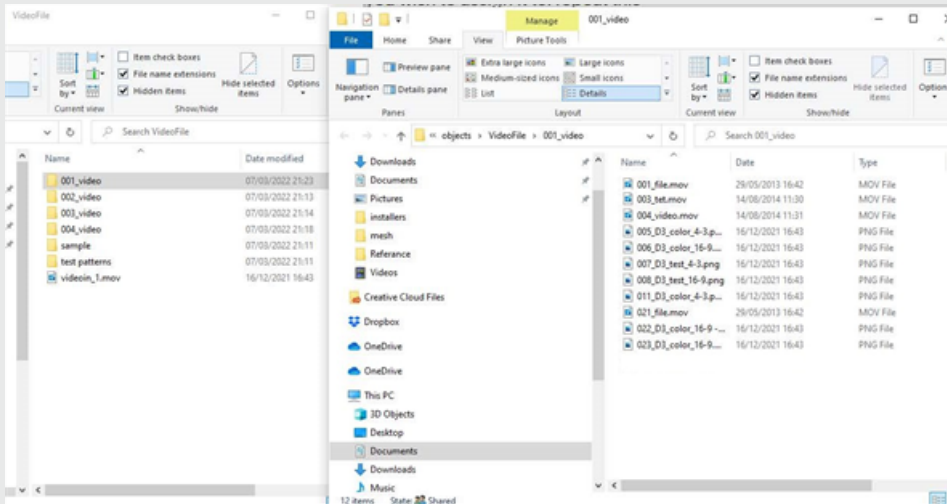 VideoFile
Item check boxes
File name extensions
Hidden items
Sort
by
Hide selected
items
Options
Current view
Show/hide
Search VideoFile
Name
Date modified
001_video
07/03/2022 21:23
002_video
07/03/2022 21:13
003_video
07/03/2022 21:14
004_video
07/03/2022 21:18
sample
07/03/2022 21:11
test patterns
07/03/2022 21:11
videoin_1.mov
16/12/2021 16:43
Manage
001_video
File
Home
Share
View
Picture Tools
Navigation
pane
Preview pane
Details pane
Panes
Extra large icons
Large icons
Medium-sized icons
Small icons
List
Details
Layout
Sort
by
Current view
Item check boxes
File name extensions
Hidden items
Hide selected
items
Show/hide
Option
« objects > VideoFile > 001_video
Search 001_video
Downloads
Documents
Pictures
installers
mesh
Referance
Videos
Creative Cloud Files
Dropbox
OneDrive
OneDrive
This PC
3D Objects
Desktop
Documents
Downloads
Music
Name
Date
Type
001_file.mov
29/05/2013 16:42
MOV File
003_tet.mov
14/08/2014 11:30
MOV File
004_video.mov
14/08/2014 11:31
MOV File
005_D3_color_4-3.p...
16/12/2021 16:43
PNG File
006_D3_color_16-9....
16/12/2021 16:43
PNG File
007_D3_test_4-3.png
16/12/2021 16:43
PNG File
008_D3_test_16-9.png
16/12/2021 16:43
PNG File
011_D3_color_4-3.p...
16/12/2021 16:43
PNG File
021_file.mov
29/05/2013 16:42
MOV File
022_D3_color_16-9 -...
16/12/2021 16:43
PNG File
023_D3_color_16-9....
16/12/2021 16:43
PNG File
12 items
State: Shared